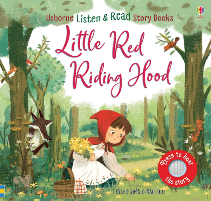 Usborne Listen & Read Story Books
Little Red
Riding Hood
Press to hear
the story